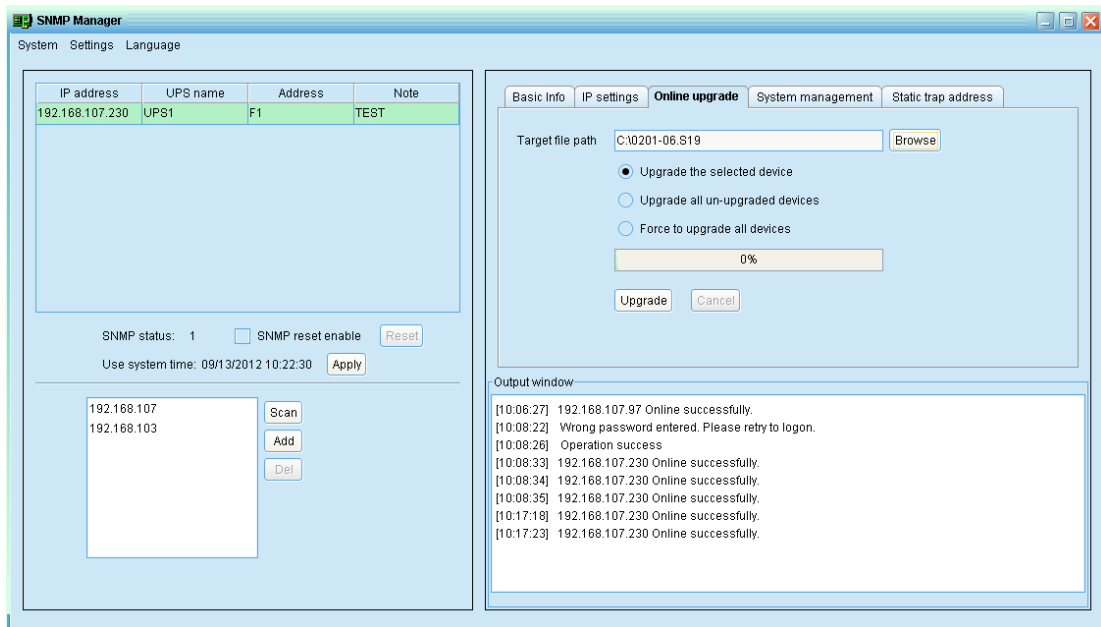 SNMP Manager
System Settings Language
IP address UPS name Address Note
192.168.107.230 UPS1 F1 TEST
SNMP status: 1 SNMP reset enable Reset
Use system time: 09/13/2012 10:22:30 Apply
192.168.107
192.168.103
Scan
Add
Del
Basic Info IP settings Online upgrade System management Static trap address
Target file path C:\0201-06.S19 Browse
Upgrade the selected device
Upgrade all un-upgraded devices
Force to upgrade all devices
0%
Upgrade Cancel
Output window
[10:06:27] 192.168.107.97 Online successfully.
[10:08:22] Wrong password entered. Please retry to logon.
[10:08:26] Operation success
[10:08:33] 192.168.107.230 Online successfully.
[10:08:34] 192.168.107.230 Online successfully.
[10:08:35] 192.168.107.230 Online successfully.
[10:17:18] 192.168.107.230 Online successfully.
[10:17:23] 192.168.107.230 Online successfully.